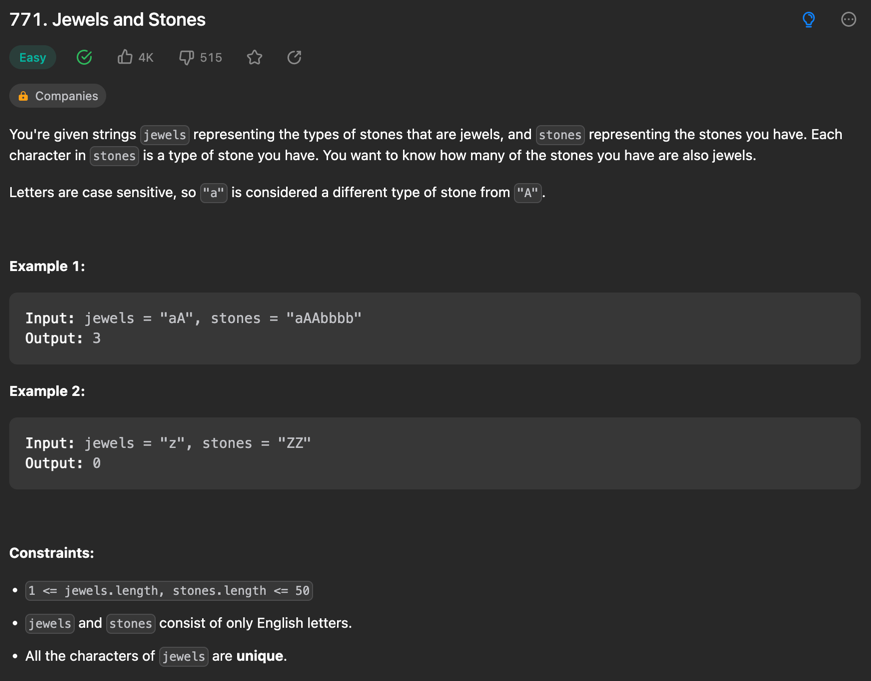 771. Jewels and Stones
Easy
4K
515
Companies
You're given strings jewels representing the types of stones that are jewels, and stones representing the stones you have. Each
character in stones is a type of stone you have. You want to know how many of the stones you have are also jewels.
Letters are case sensitive, so "a" is considered a different type of stone from "A".
Example 1:
Input: jewels = "aA", stones = "aAAbbbb"
Output: 3
Example 2:
Input: jewels = "z", stones = "ZZ"
Output: 0
Constraints:
• 1 <= jewels.length, stones.length <= 50
• jewels and stones consist of only English letters.
• All the characters of jewels are unique.